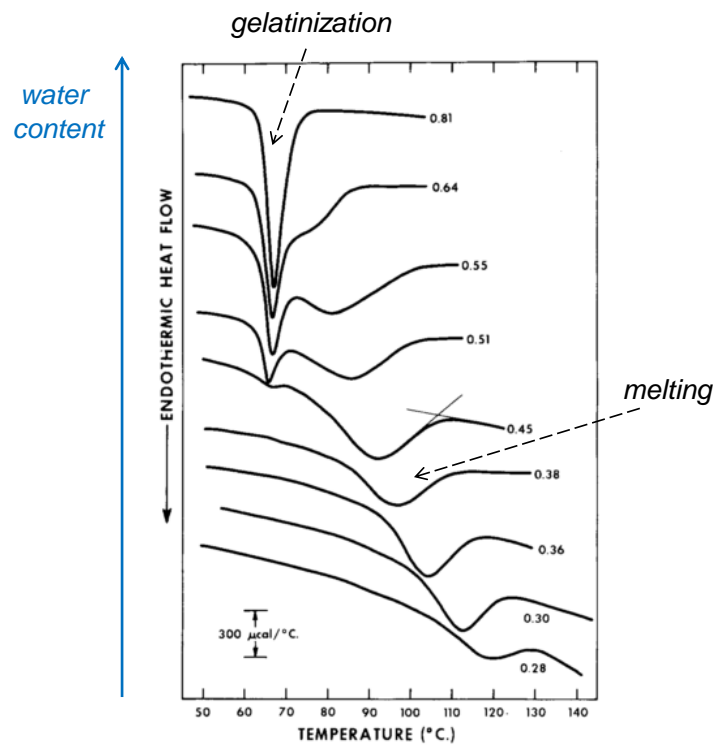 gelatinization
water
content
0.81
0.64
ENDOTHERMIC HEAT FLOW
0.55
0.51
melting
0.45
0.38
0.36
0.30
300 µcal/°C.
0.28
50 60 70 80 90 100 110 120 130 140
TEMPERATURE (°C.)